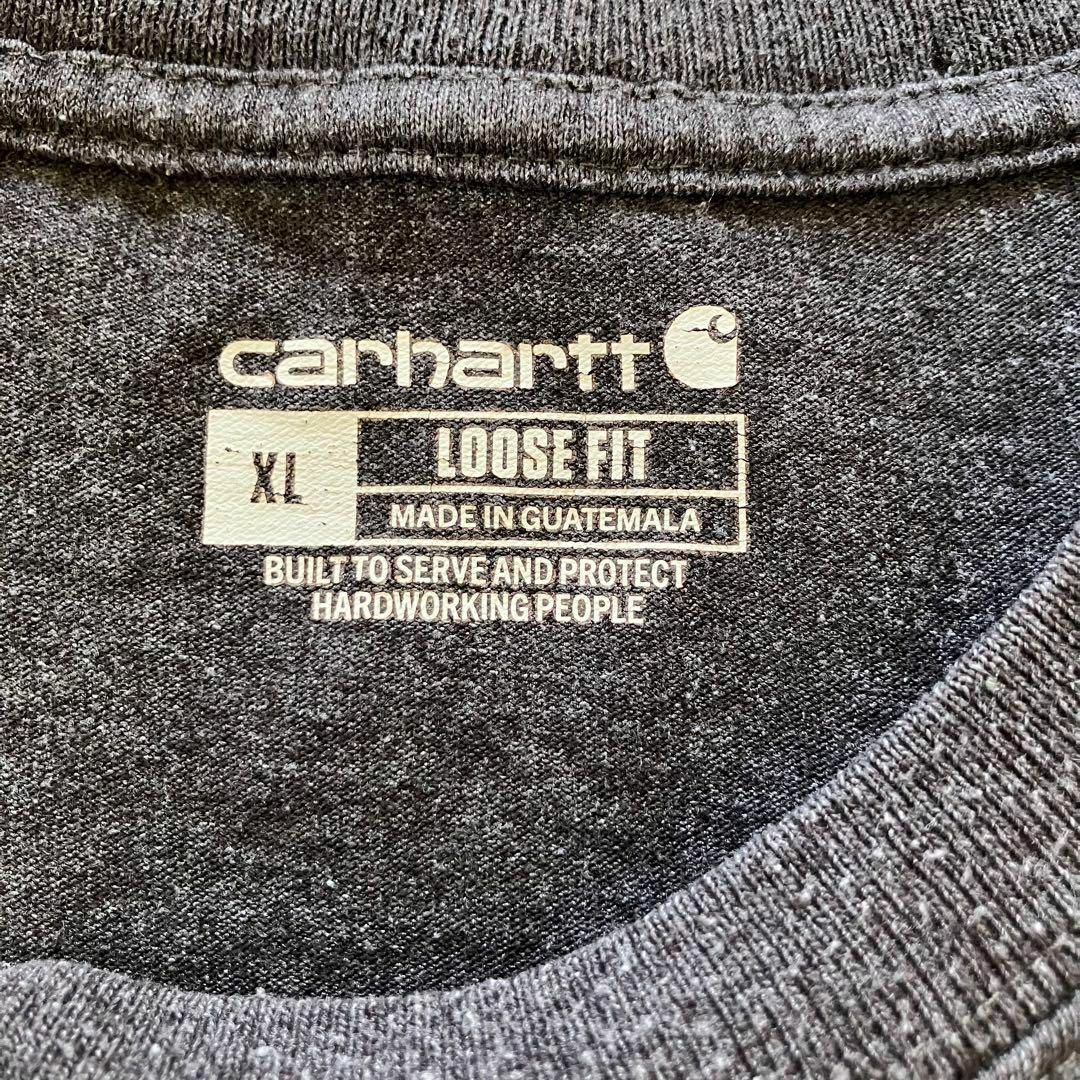 carhartt
XL
LOOSE FIT
MADE IN GUATEMALA
BUILT TO SERVE AND PROTECT
HARDWORKING PEOPLE